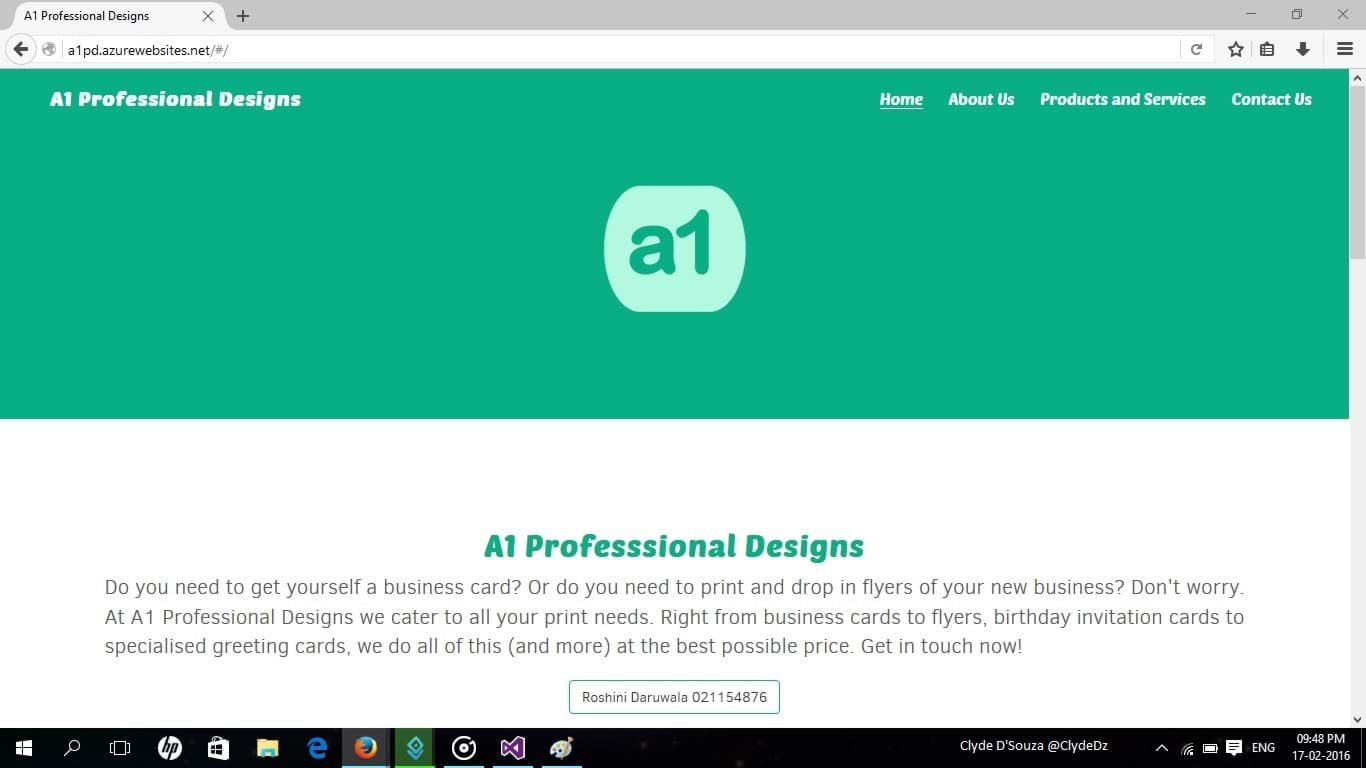 A1 Professional Designs
a1pd.azurewebsites.net/#/
A1 Professional Designs
Home About Us Products and Services Contact Us
a1
A1 Professsional Designs
Do you need to get yourself a business card? Or do you need to print and drop in flyers of your new business? Don't worry.
At A1 Professional Designs we cater to all your print needs. Right from business cards to flyers, birthday invitation cards to
specialised greeting cards, we do all of this (and more) at the best possible price. Get in touch now!
Roshini Daruwala 021154876
hp
Clyde D'Souza @ClydeDz
ENG
09:48 PM
17-02-2016